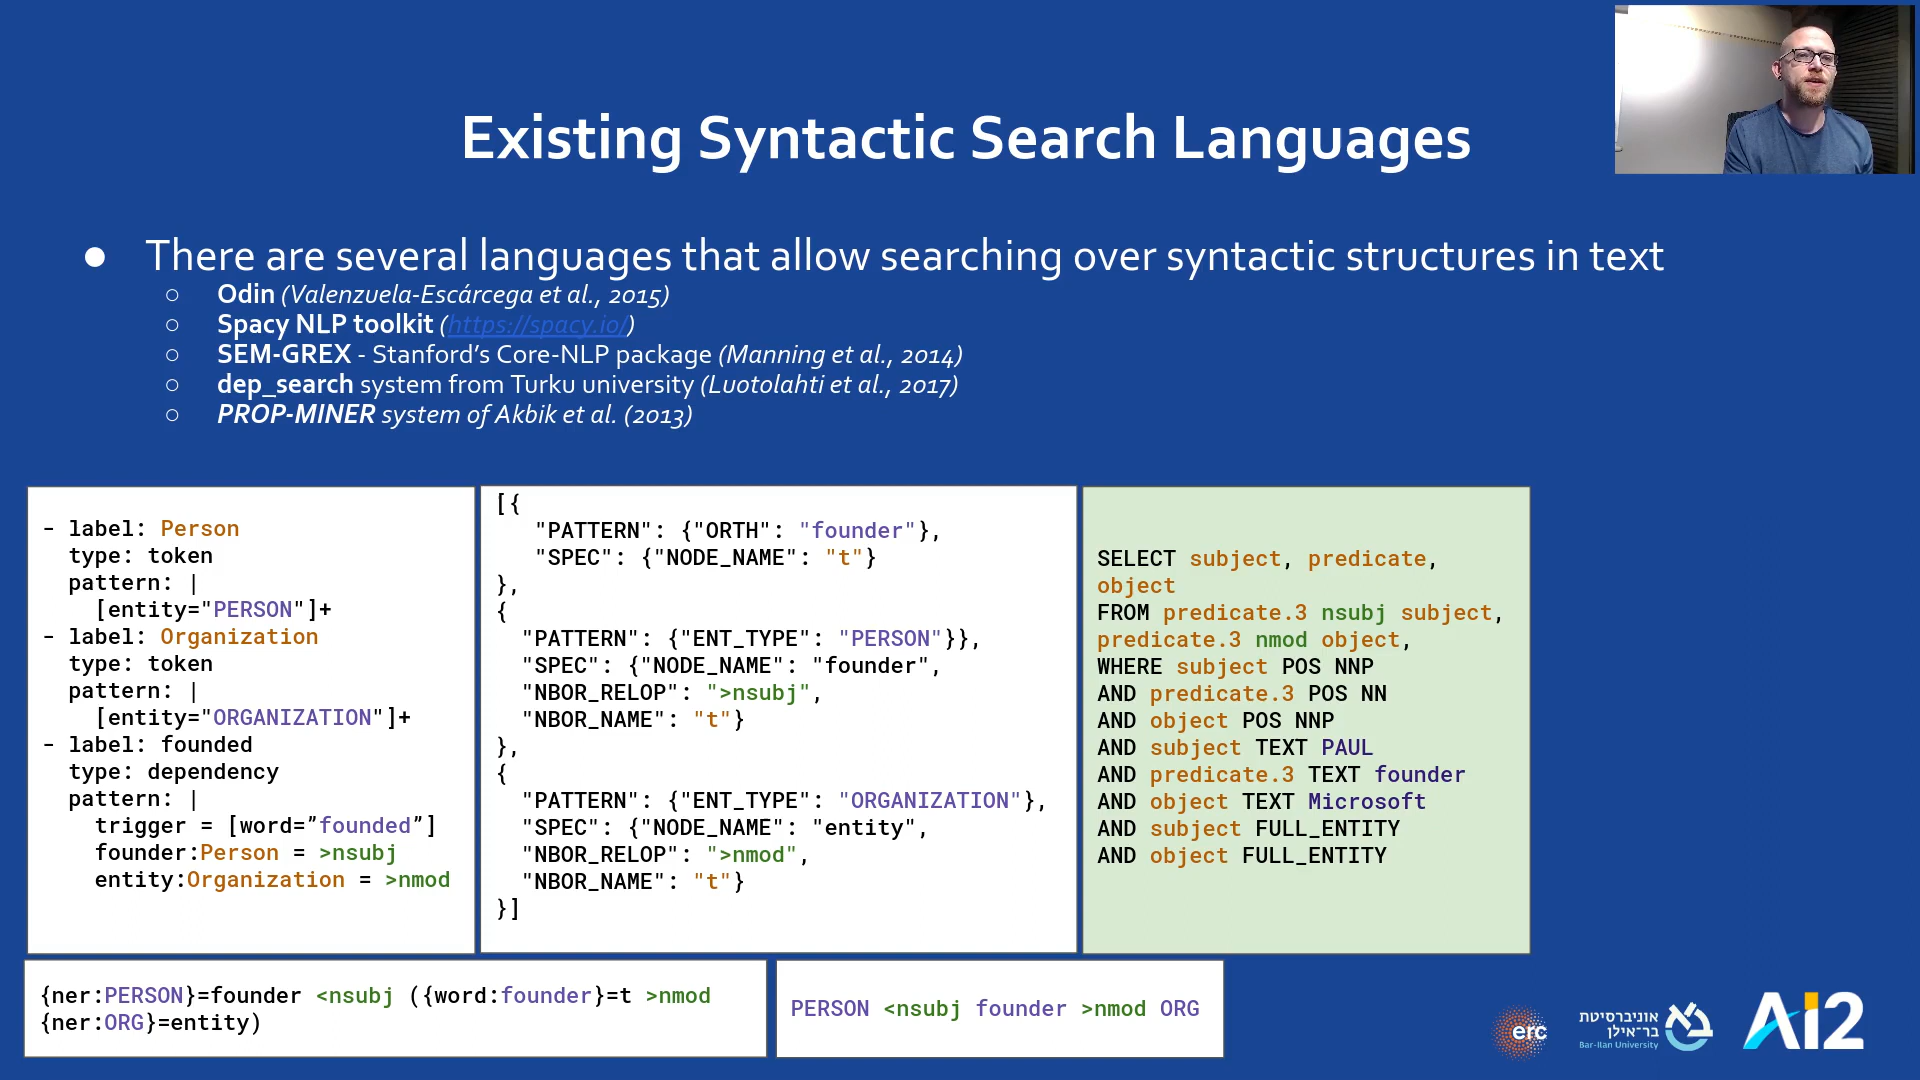 Existing Syntactic Search Languages
● There are several languages that allow searching over syntactic structures in text
○ Odin (Valenzuela-Escárcega et al., 2015)
○ Spacy NLP toolkit (https://spacy.io/)
○ SEM-GREX - Stanford’s Core-NLP package (Manning et al., 2014)
○ dep_search system from Turku university (Luotolahti et al., 2017)
○ PROP-MINER system of Akbik et al. (2013)
- label: Person
type: token
pattern: |
[entity="PERSON"]+
- label: Organization
type: token
pattern: |
[entity="ORGANIZATION"]+
- label: founded
type: dependency
pattern: |
trigger = [word=”founded”]
founder:Person = >nsubj
entity:Organization = >nmod
[{
"PATTERN": {"ORTH": "founder"},
"SPEC": {"NODE_NAME": "t"}
},
{
"PATTERN": {"ENT_TYPE": "PERSON"}},
"SPEC": {"NODE_NAME": "founder",
"NBOR_RELOP": ">nsubj",
"NBOR_NAME": "t"}
},
{
"PATTERN": {"ENT_TYPE": "ORGANIZATION"},
"SPEC": {"NODE_NAME": "entity",
"NBOR_RELOP": ">nmod",
"NBOR_NAME": "t"}
}]
SELECT subject, predicate,
object
FROM predicate.3 nsubj subject,
predicate.3 nmod object,
WHERE subject POS NNP
AND predicate.3 POS NN
AND object POS NNP
AND subject TEXT PAUL
AND predicate.3 TEXT founder
AND object TEXT Microsoft
AND subject FULL_ENTITY
AND object FULL_ENTITY
{ner:PERSON}=founder <nsubj ({word:founder}=t >nmod
{ner:ORG}=entity)
PERSON <nsubj founder >nmod ORG
erc
אוניברסיטת
בר־אילן
Bar-Ilan University
Ai2